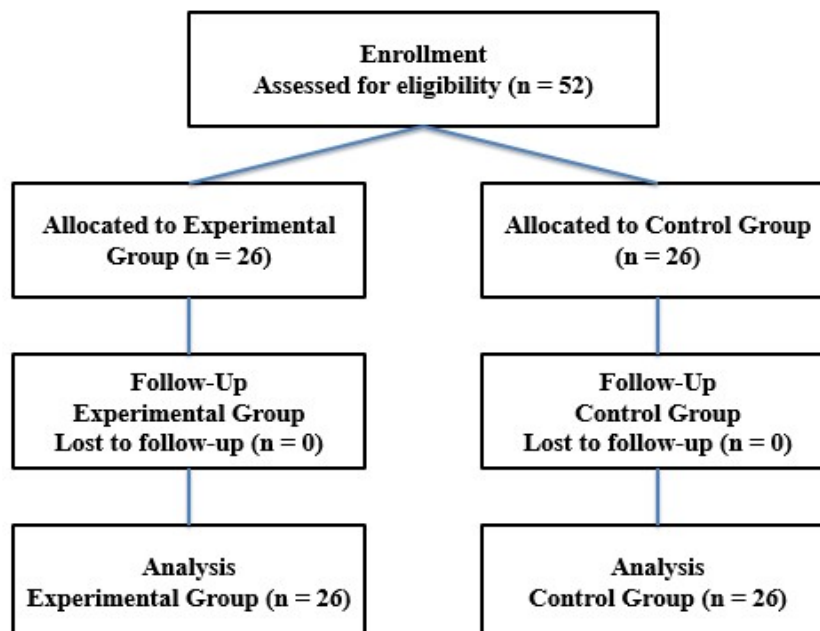 Enrollment
Assessed for eligibility (n = 52)
Allocated to Experimental
Group (n = 26)
Allocated to Control Group
(n = 26)
Follow-Up
Experimental Group
Lost to follow-up (n = 0)
Follow-Up
Control Group
Lost to follow-up (n = 0)
Analysis
Experimental Group (n = 26)
Analysis
Control Group (n = 26)